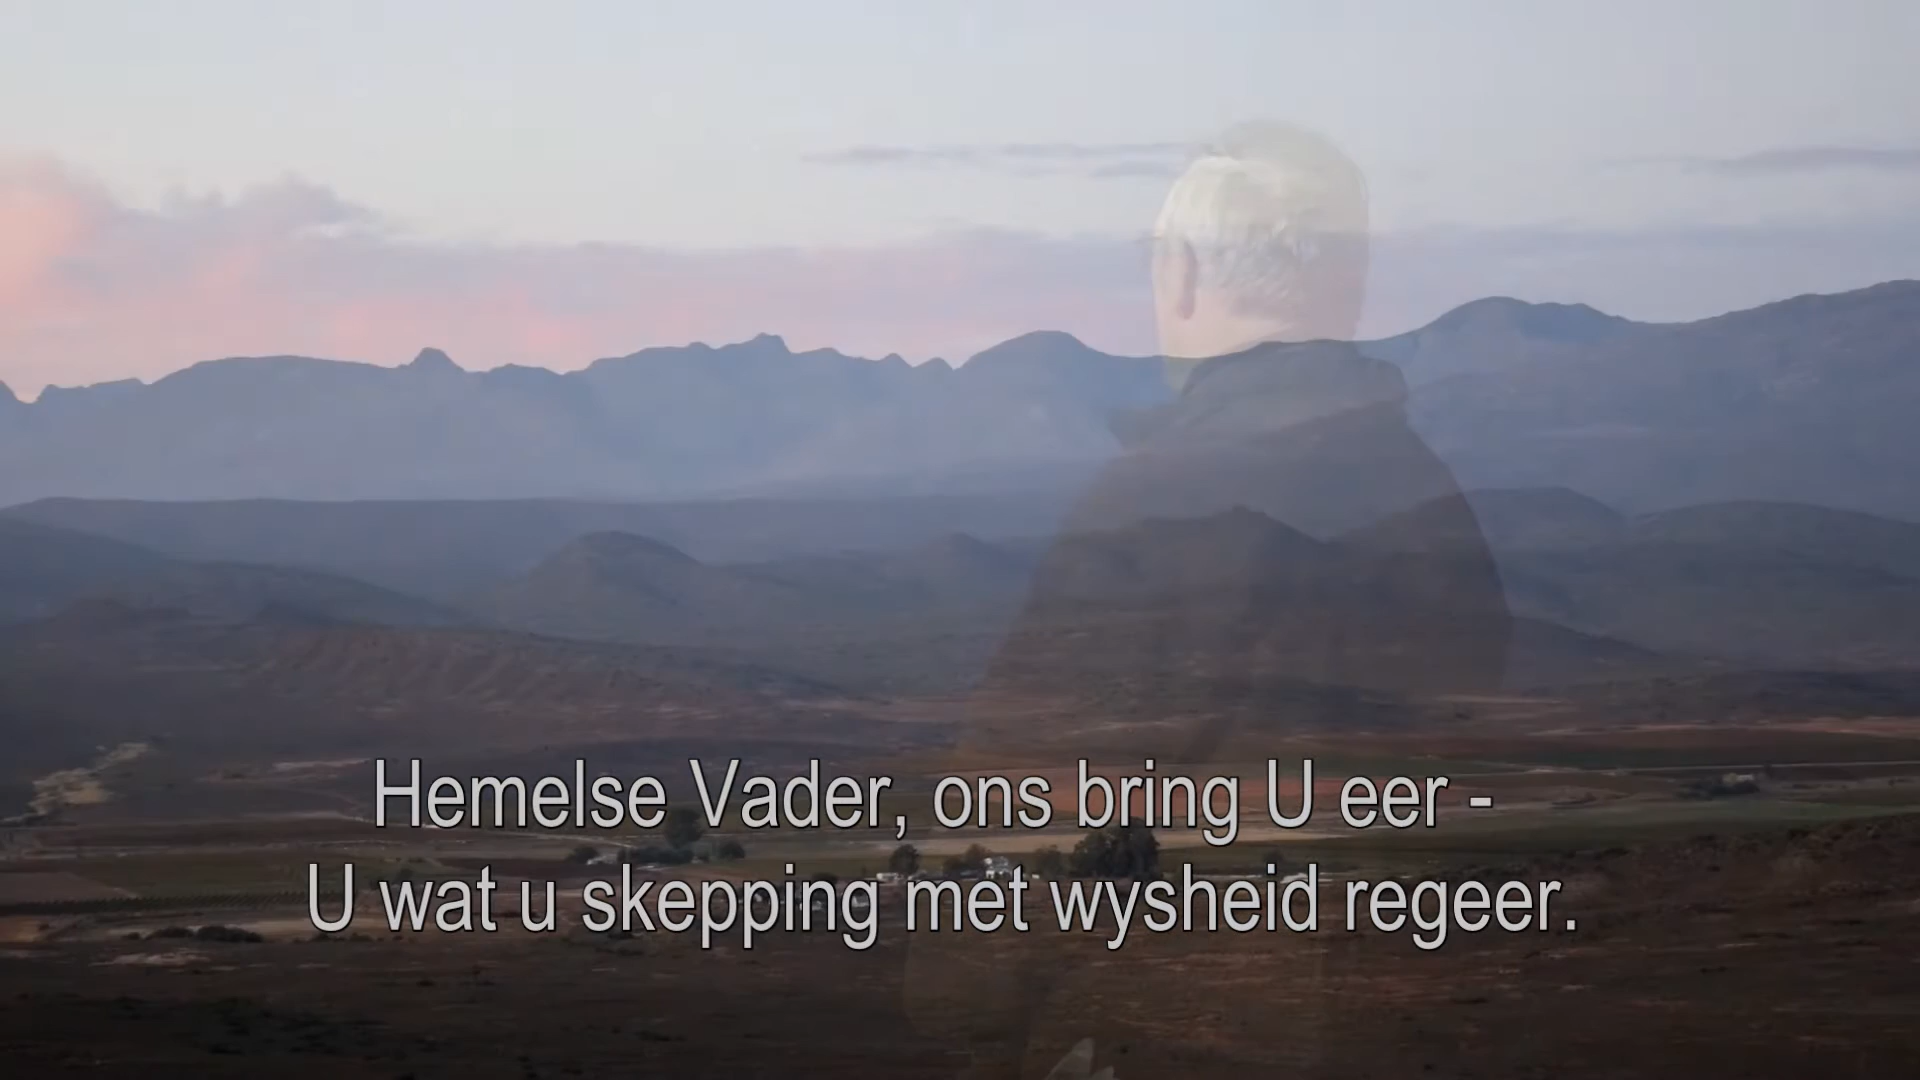 Hemelse Vader, ons bring U eer -
U wat u skepping met wysheid regeer.